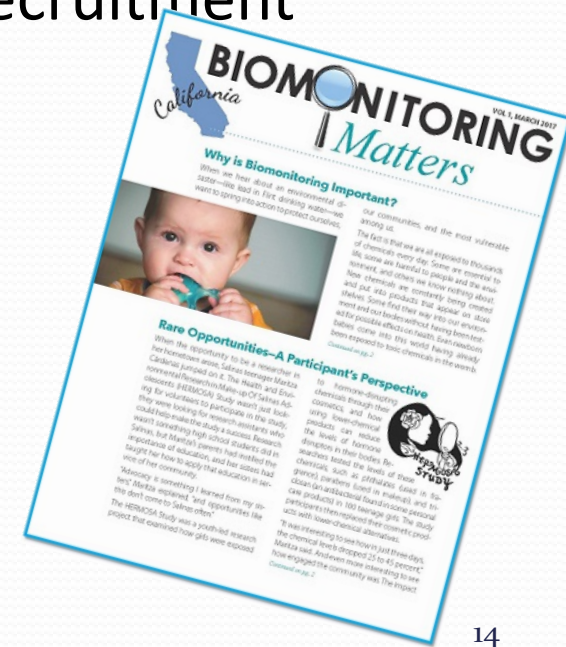 ecruitment
California
BIOMONITORING
Matters
VOL 1, MARCH 2017
Why is Biomonitoring Important?
When we hear about an environmental di-
saster—like lead in Flint drinking water—we
want to spring into action to protect ourselves,
our communities, and the most vulnerable
among us.
The fact is that we are all exposed to thousands
of chemicals every day. Some are essential to
life, some are harmful to people and the envi-
ronment, and others we know nothing about.
New chemicals are constantly being created
and put into products that appear on store
shelves. Some find their way into our environ-
ment and our bodies without having been test-
ed for possible effects on health. Even newborn
babies come into this world having already
been exposed to toxic chemicals in the womb.
Continued on pg. 2
Rare Opportunities–A Participant's Perspective
When the opportunity to be a researcher in
her hometown arose, Salinas teenager Maritza
Cárdenas jumped on it. The Health and Envi-
ronmental Research in Make-up Of Salinas Ad-
olescents (HERMOSA) Study wasn't just look-
ing for volunteers to participate in the study,
they were looking for research assistants who
could help make the study a success. Research
wasn't something high school students did in
Salinas, but Maritza's parents had instilled the
importance of education, and her sisters had
taught her how to apply that education in ser-
vice of her community.
"Advocacy is something I learned from my sis-
ters," Maritza explained, "and opportunities like
this don't come to Salinas often."
The HERMOSA Study was a youth-led research
project that examined how girls were exposed
to hormone-disrupting
chemicals through their
cosmetics, and how
using lower-chemical
products can reduce
the levels of hormone
disruptors in their bodies. Re-
searchers tested the levels of these
chemicals, such as phthalates (used in fra-
grance), parabens (used in makeup), and tri-
closan (an antibacterial found in some personal
care products) in 100 teenage girls. The study
participants then replaced their cosmetic prod-
ucts with lower-chemical alternatives.
"It was interesting to see how in just three days,
the chemical levels dropped 25 to 45 percent,"
Maritza said. And even more interesting to see
how engaged the community was. The impact
Continued on pg. 2
HERMOSA
STUDY
14